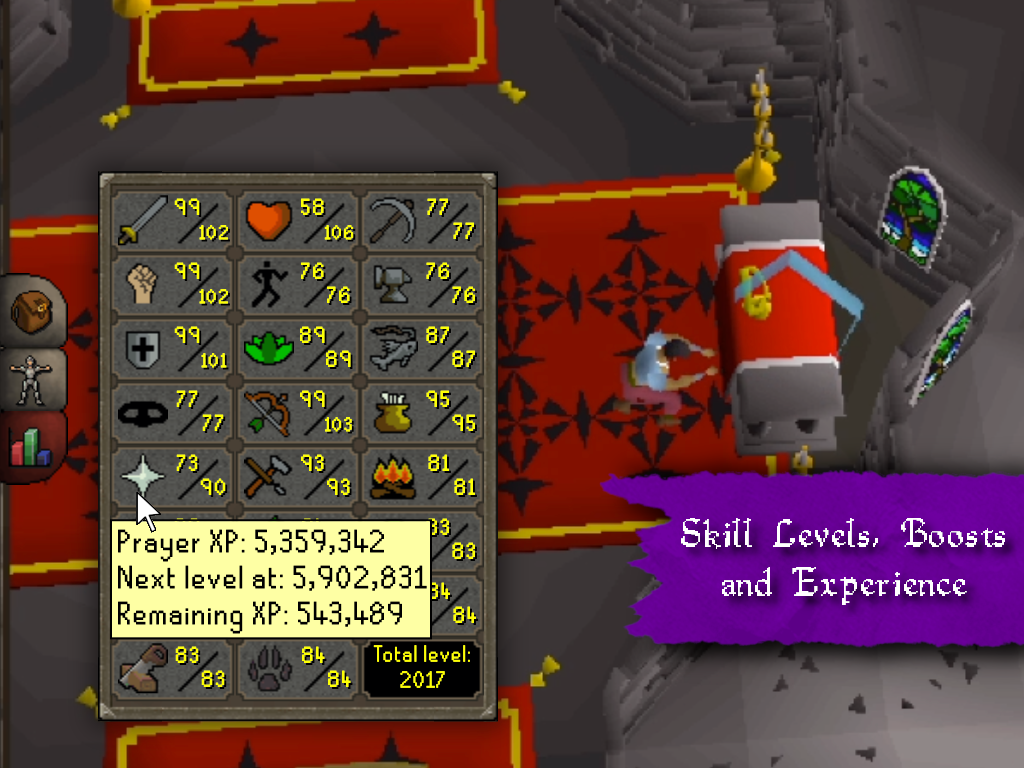 99/102 58/106 77/77
99/102 76/76 76/76
99/101 89/89 87/87
77/77 99/103 95/95
73/90 93/93 81/81
83
Prayer XP: 5,359,342
Next level at: 5,902,831
Remaining XP: 543,489
84
83/83 84/84 Total level:
2017
Skill Levels, Boosts
and Experience